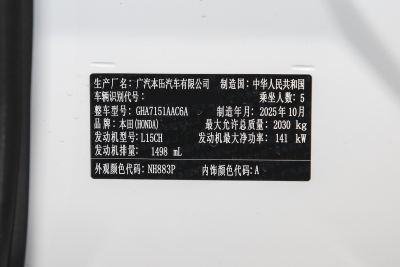 生产厂名：广汽本田汽车有限公司 制造国：中华人民共和国
车辆识别代号： 乘坐人数：5
整车型号：GHA7151AAC6A 制造年月：2025年10月
品牌：本田(HONDA) 最大允许总质量：2030 kg
发动机型号：L15CH 发动机最大净功率：141 kW
发动机排量：1498 mL
外观颜色代码：NH883P 内饰颜色代码：A